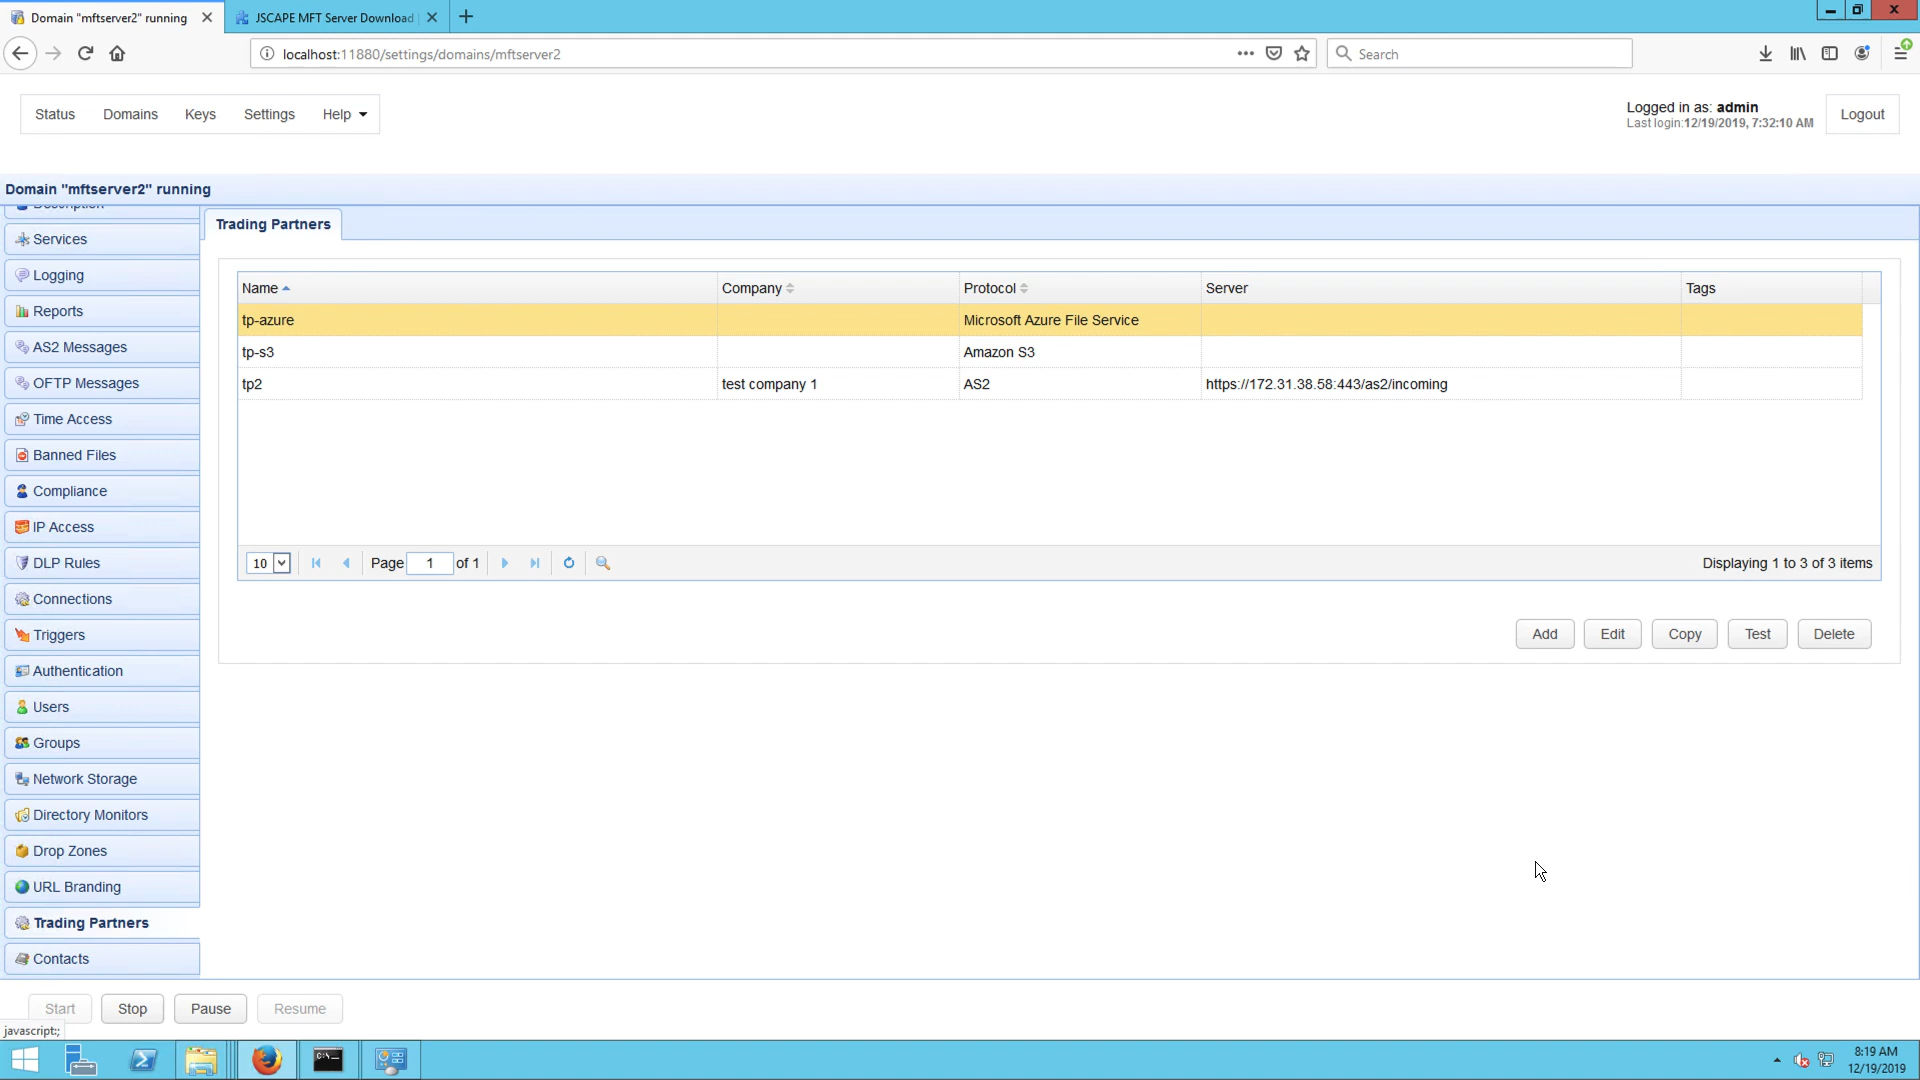 Domain "mftserver2" running
JSCAPE MFT Server Download
localhost:11880/settings/domains/mftserver2
Search
Status Domains Keys Settings Help
Logged in as: admin
Last login:12/19/2019, 7:32:10 AM
Logout
Domain "mftserver2" running
Description
Services
Logging
Reports
AS2 Messages
OFTP Messages
Time Access
Banned Files
Compliance
IP Access
DLP Rules
Connections
Triggers
Authentication
Users
Groups
Network Storage
Directory Monitors
Drop Zones
URL Branding
Trading Partners
Contacts
Trading Partners
Name Company Protocol Server Tags
tp-azure Microsoft Azure File Service
tp-s3 Amazon S3
tp2 test company 1 AS2 https://172.31.38.58:443/as2/incoming
10 Page 1 of 1 Displaying 1 to 3 of 3 items
Add Edit Copy Test Delete
Start Stop Pause Resume
javascript:;
C:\_
8:19 AM
12/19/2019